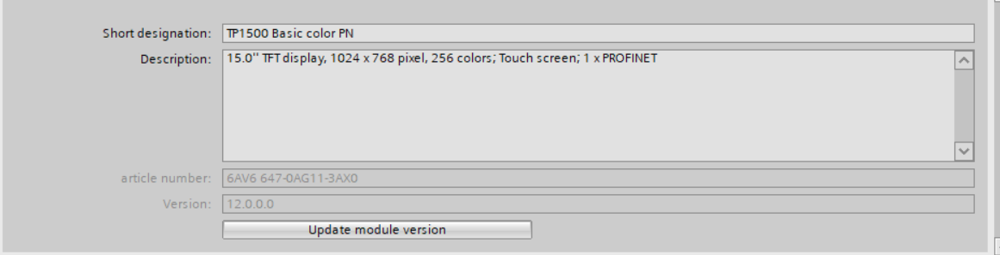 Short designation: TP1500 Basic color PN
Description: 15.0'' TFT display, 1024 x 768 pixel, 256 colors; Touch screen; 1 x PROFINET
article number: 6AV6 647-0AG11-3AX0
Version: 12.0.0.0
Update module version